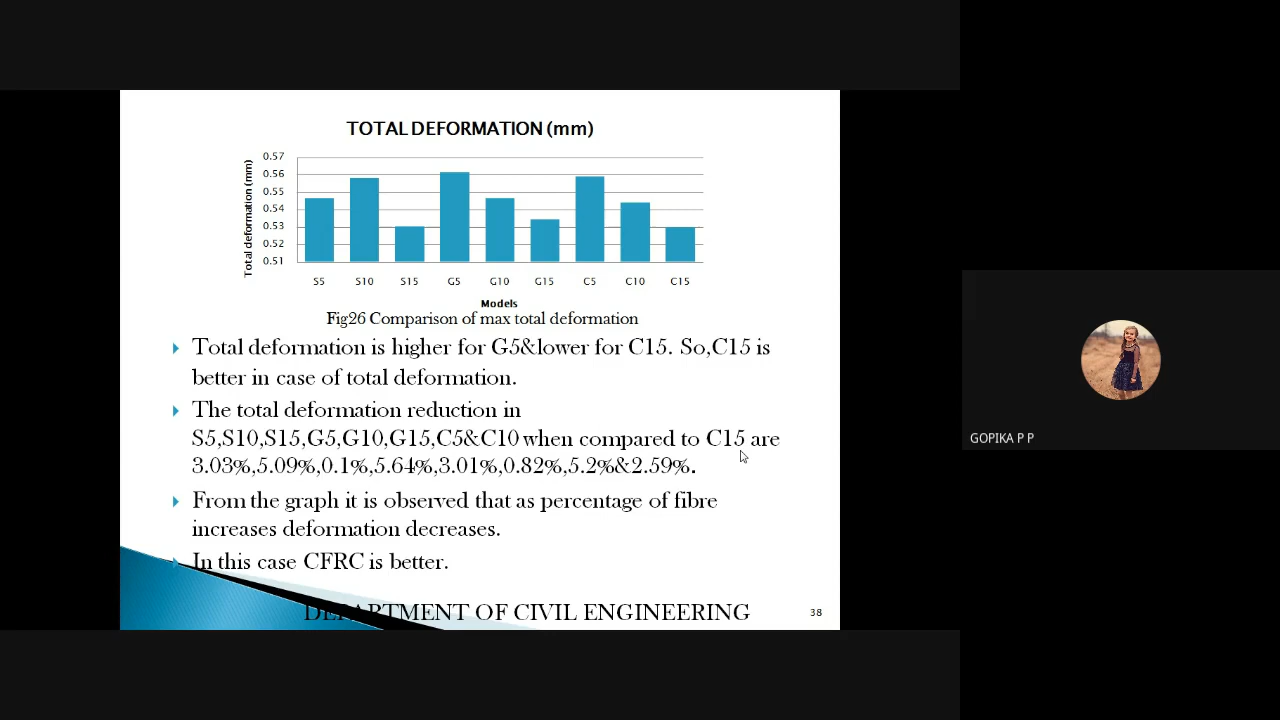 TOTAL DEFORMATION (mm)
Total deformation (mm)
0.57
0.56
0.55
0.54
0.53
0.52
0.51
S5 S10 S15 G5 G10 G15 C5 C10 C15
Models
Fig26 Comparison of max total deformation
Total deformation is higher for G5&lower for C15. So,C15 is
better in case of total deformation.
The total deformation reduction in
S5,S10,S15,G5,G10,G15,C5&C10 when compared to C15 are
3.03%,5.09%,0.1%,5.64%,3.01%,0.82%,5.2%&2.59%.
From the graph it is observed that as percentage of fibre
increases deformation decreases.
In this case CFRC is better.
DEPARTMENT OF CIVIL ENGINEERING
38
GOPIKA P P